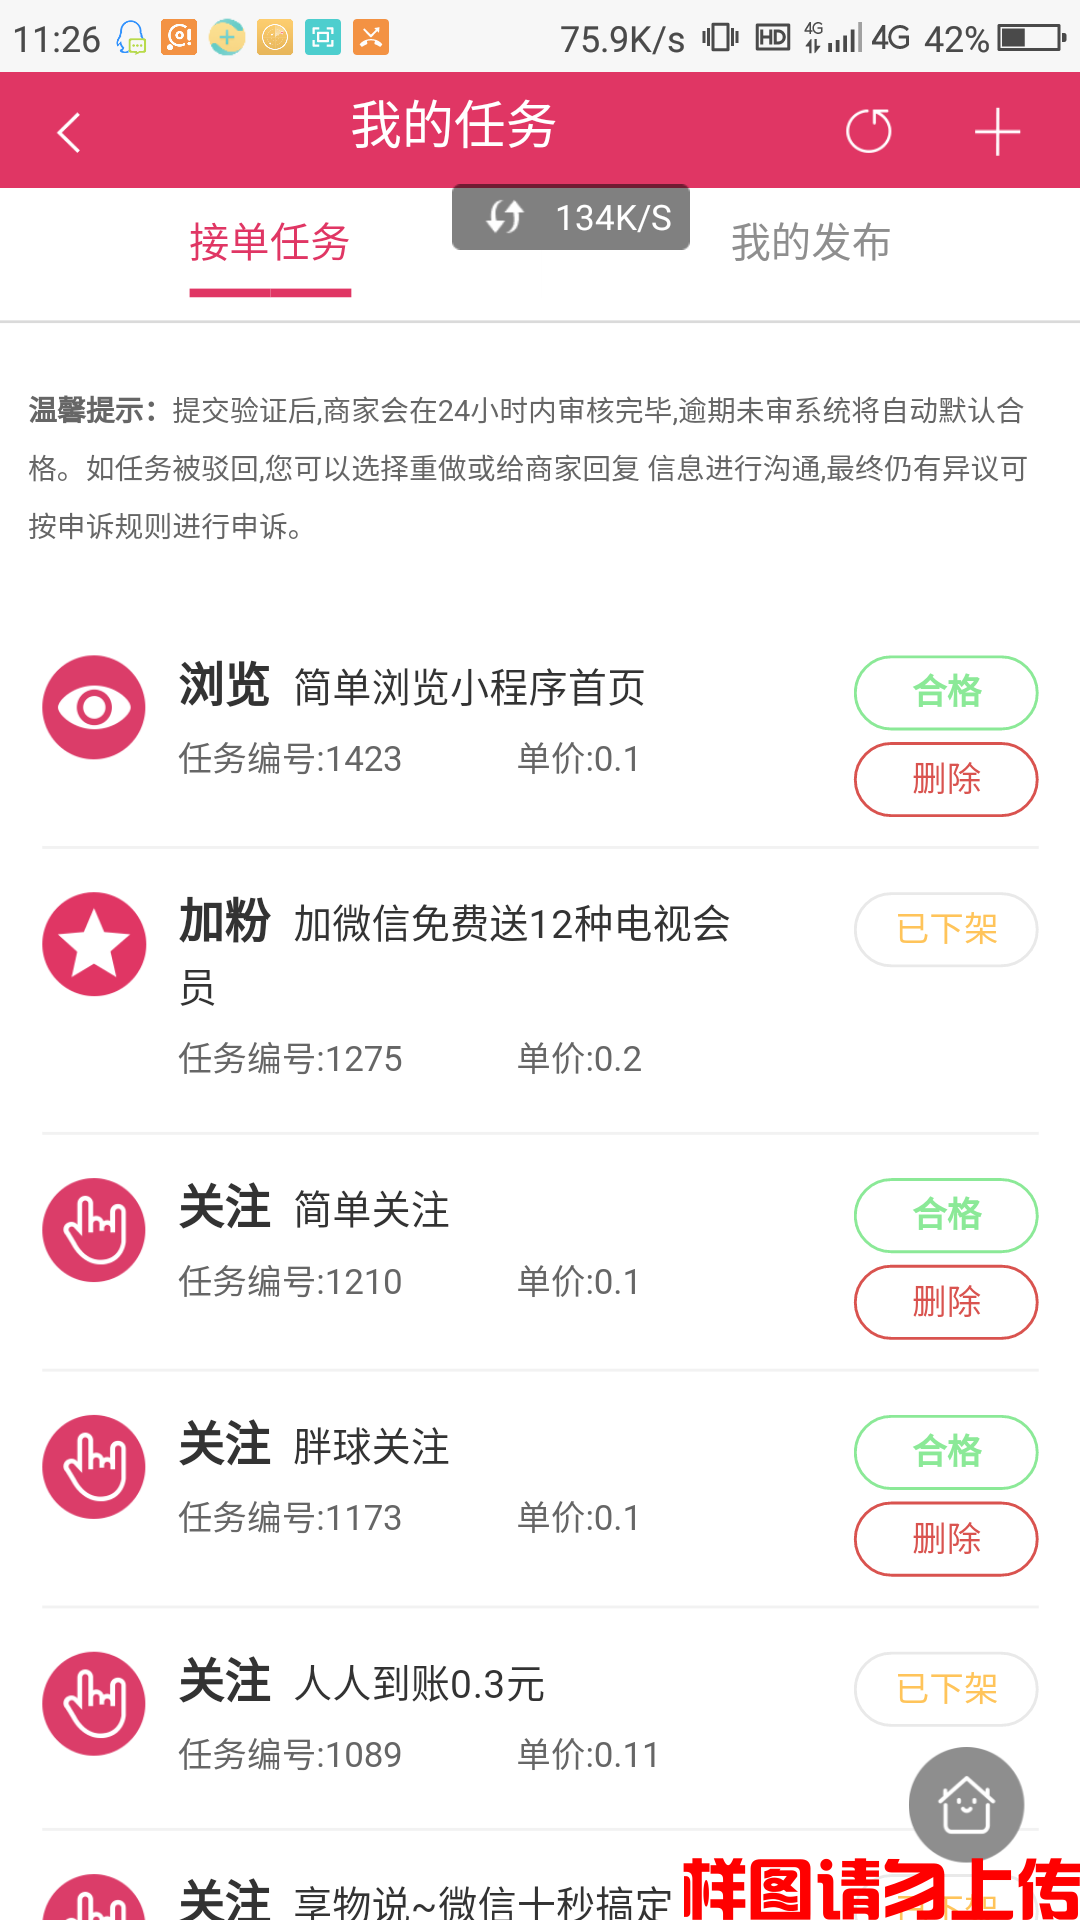 11:26 75.9K/s HD 4G 4G 42%
我的任务
134K/S
接单任务 我的发布
温馨提示：提交验证后,商家会在24小时内审核完毕,逾期未审系统将自动默认合
格。如任务被驳回,您可以选择重做或给商家回复 信息进行沟通,最终仍有异议可
按申诉规则进行申诉。
浏览 简单浏览小程序首页 合格
任务编号:1423 单价:0.1 删除
加粉 加微信免费送12种电视会 已下架
员
任务编号:1275 单价:0.2
关注 简单关注 合格
任务编号:1210 单价:0.1 删除
关注 胖球关注 合格
任务编号:1173 单价:0.1 删除
关注 人人到账0.3元 已下架
任务编号:1089 单价:0.11
关注 享物说~微信十秒搞定
样图请勿上传